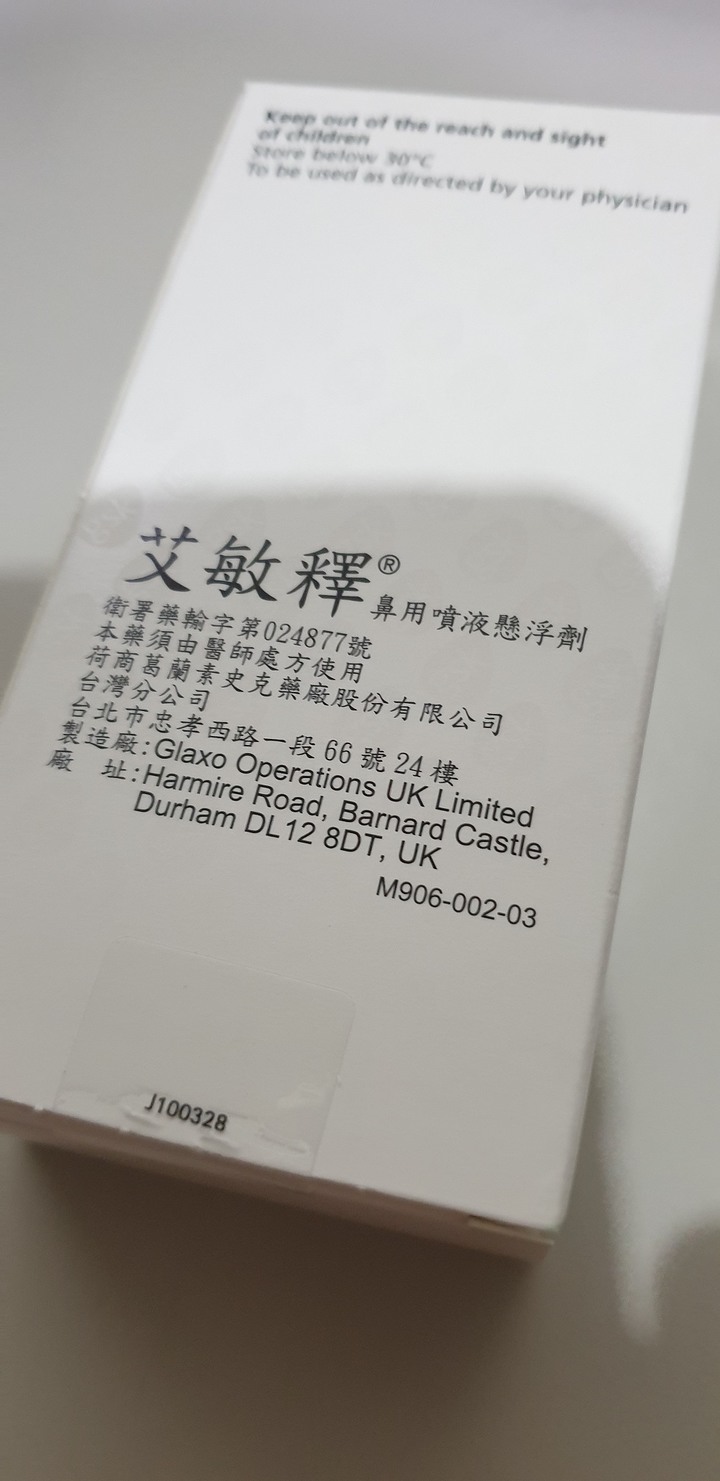 Keep out of the reach and sight
of children
Store below 30°C
To be used as directed by your physician
艾敏釋® 鼻用噴液懸浮劑
衛署藥輸字第024877號
本藥須由醫師處方使用
荷商葛蘭素史克藥廠股份有限公司
台灣分公司
台北市忠孝西路一段 66 號 24 樓
製造廠:Glaxo Operations UK Limited
廠 址:Harmire Road, Barnard Castle,
Durham DL12 8DT, UK
M906-002-03
J100328